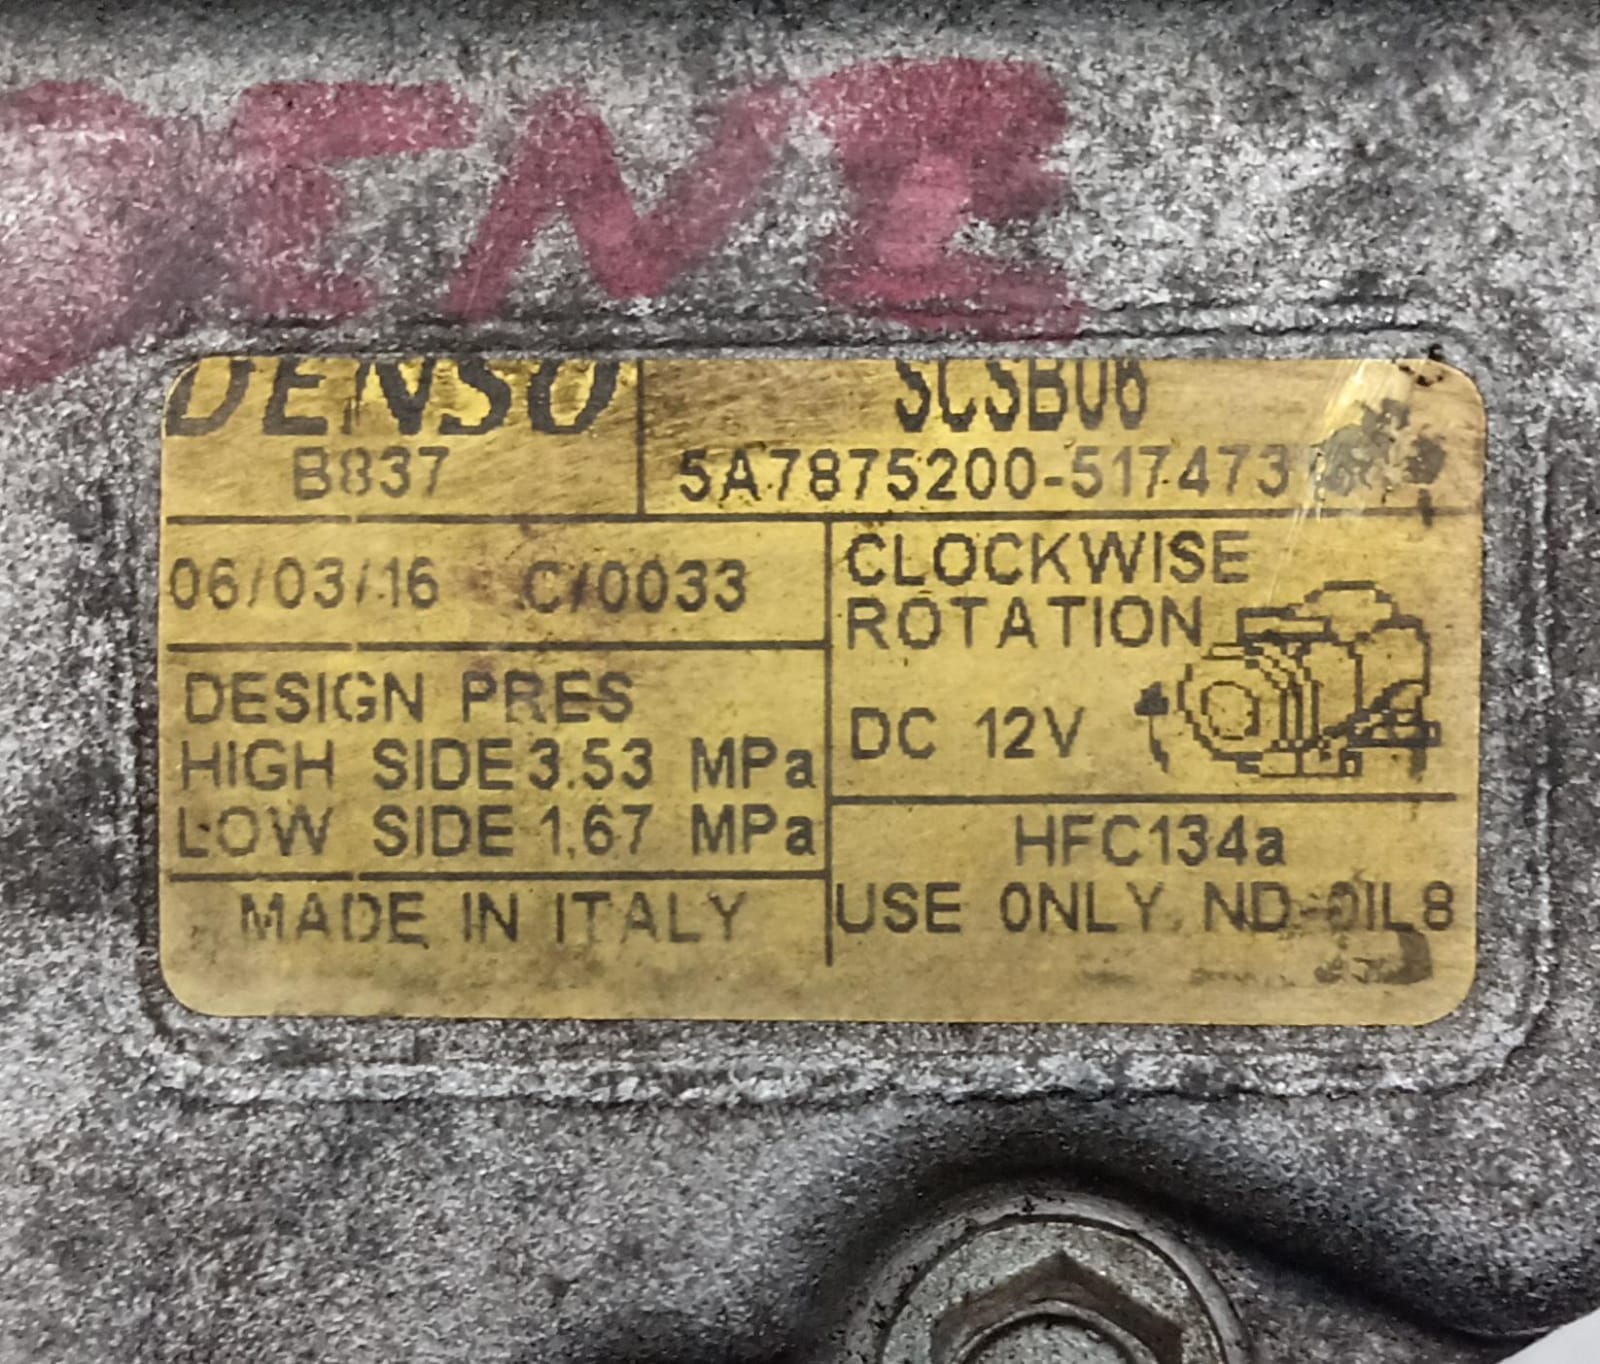 DENSO
SCSB06
B837
5A7875200-517473
06/03/16 C/0033
CLOCKWISE
ROTATION
DC 12V
DESIGN PRES
HIGH SIDE 3.53 MPa
LOW SIDE 1.67 MPa
HFC134a
USE ONLY ND-OIL8
MADE IN ITALY